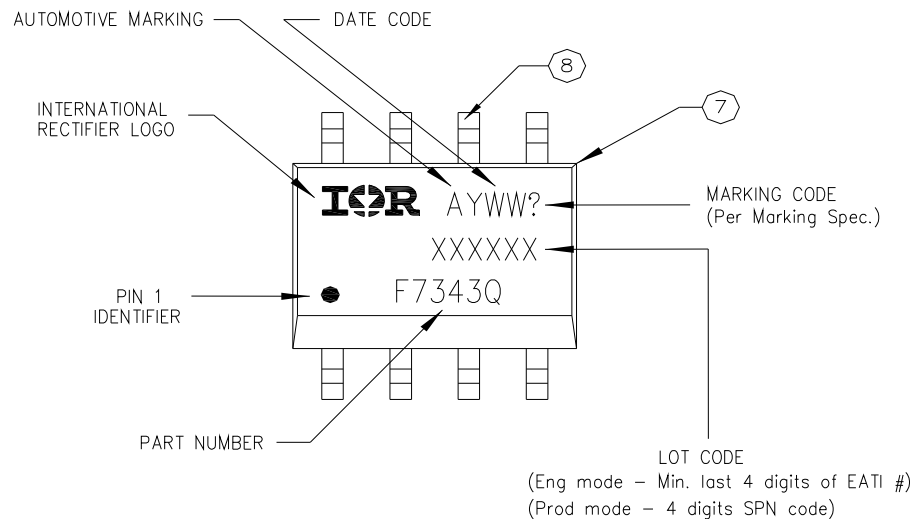 AUTOMOTIVE MARKING
DATE CODE
8
INTERNATIONAL
RECTIFIER LOGO
7
IOR
AYWW?
MARKING CODE
(Per Marking Spec.)
XXXXXX
PIN 1
IDENTIFIER
F7343Q
PART NUMBER
LOT CODE
(Eng mode – Min. last 4 digits of EATI #)
(Prod mode – 4 digits SPN code)